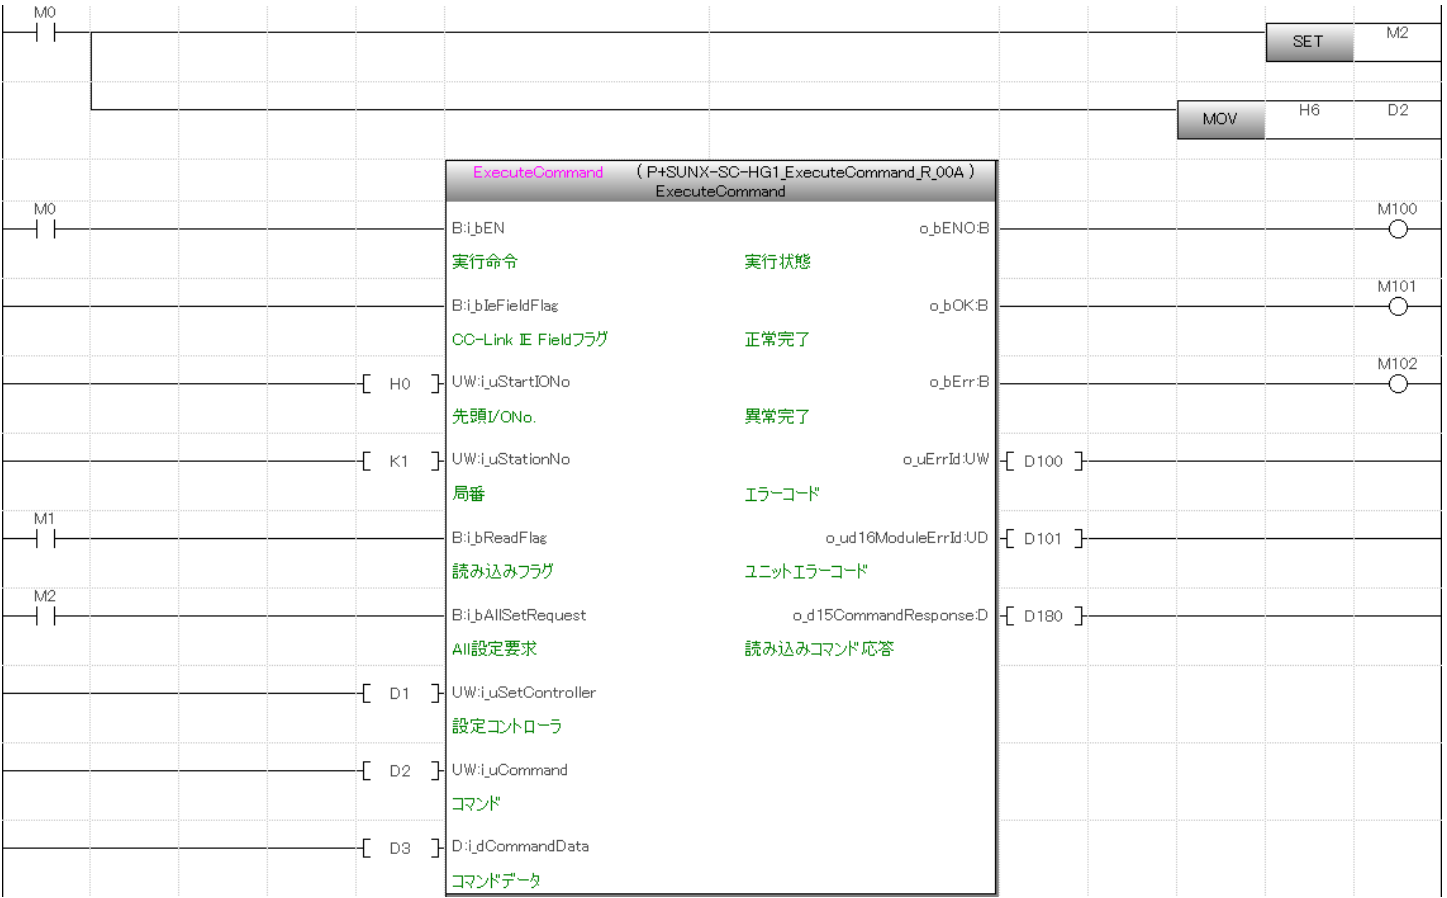 M0
SET M2
MOV H6 D2
ExecuteCommand (P+SUNX-SC-HG1_ExecuteCommand_R_00A)
ExecuteCommand
M0 M100
B:i_bEN o_bENO:B
実行命令 実行状態
M101
B:i_bIeFieldFlag o_bOK:B
CC-Link IE Fieldフラグ 正常完了
M102
H0 UW:i_uStartIONo o_bErr:B
先頭I/ONo. 異常完了
K1 UW:i_uStationNo o_uErrId:UW D100
局番 エラーコード
M1
B:i_bReadFlag o_ud16ModuleErrId:UD D101
読み込みフラグ ユニットエラーコード
M2
B:i_bAllSetRequest o_d15CommandResponse:D D180
All設定要求 読み込みコマンド応答
D1 UW:i_uSetController
設定コントローラ
D2 UW:i_uCommand
コマンド
D3 D:i_dCommandData
コマンドデータ